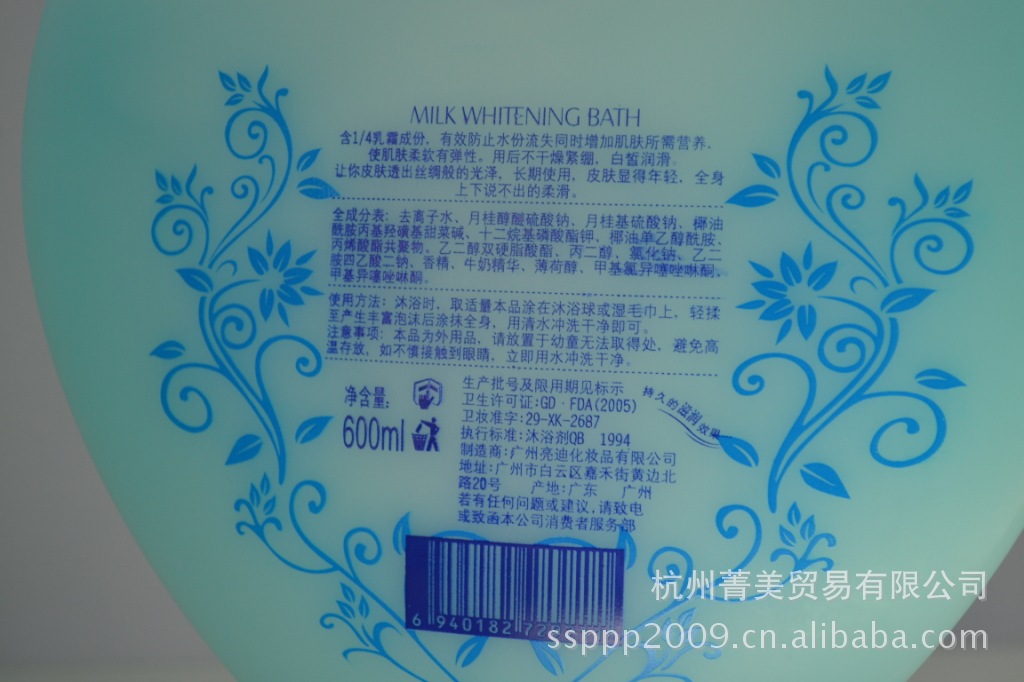 MILK WHITENING BATH
含1/4乳霜成份，有效防止水份流失同时增加肌肤所需营养，
使肌肤柔软有弹性。用后不干燥紧绷，白皙润滑。
让你皮肤透出丝绸般的光泽，长期使用，皮肤显得年轻，全身
上下说不出的柔滑。
全成分表：去离子水、月桂醇醚硫酸钠、月桂基硫酸钠、椰油
酰胺丙基羟磺基甜菜碱、十二烷基磷酸酯钾、椰油单乙醇酰胺、
丙烯酸酯共聚物。乙二醇双硬脂酸酯、丙二醇、氯化钠、乙二
胺四乙酸二钠、香精、牛奶精华、薄荷醇、甲基氯异噻唑啉酮、
甲基异噻唑啉酮。
使用方法：沐浴时，取适量本品涂在沐浴球或湿毛巾上，轻揉
至产生丰富泡沫后涂抹全身，用清水冲洗干净即可。
注意事项：本品为外用品，请放置于幼童无法取得处，避免高
温存放，如不慎接触到眼睛，立即用水冲洗干净。
净含量：
600ml
生产批号及限用期见标示
卫生许可证:GD·FDA(2005)
卫妆准字:29-XK-2687
执行标准:沐浴剂QB 1994
制造商:广州亮迪化妆品有限公司
地址:广州市白云区嘉禾街黄边北
路20号 产地:广东 广州
若有任何问题或建议,请致电
或致函本公司消费者服务部
持久的滋润效果
6 940182 72
杭州菁美贸易有限公司
ssppp2009.cn.alibaba.com